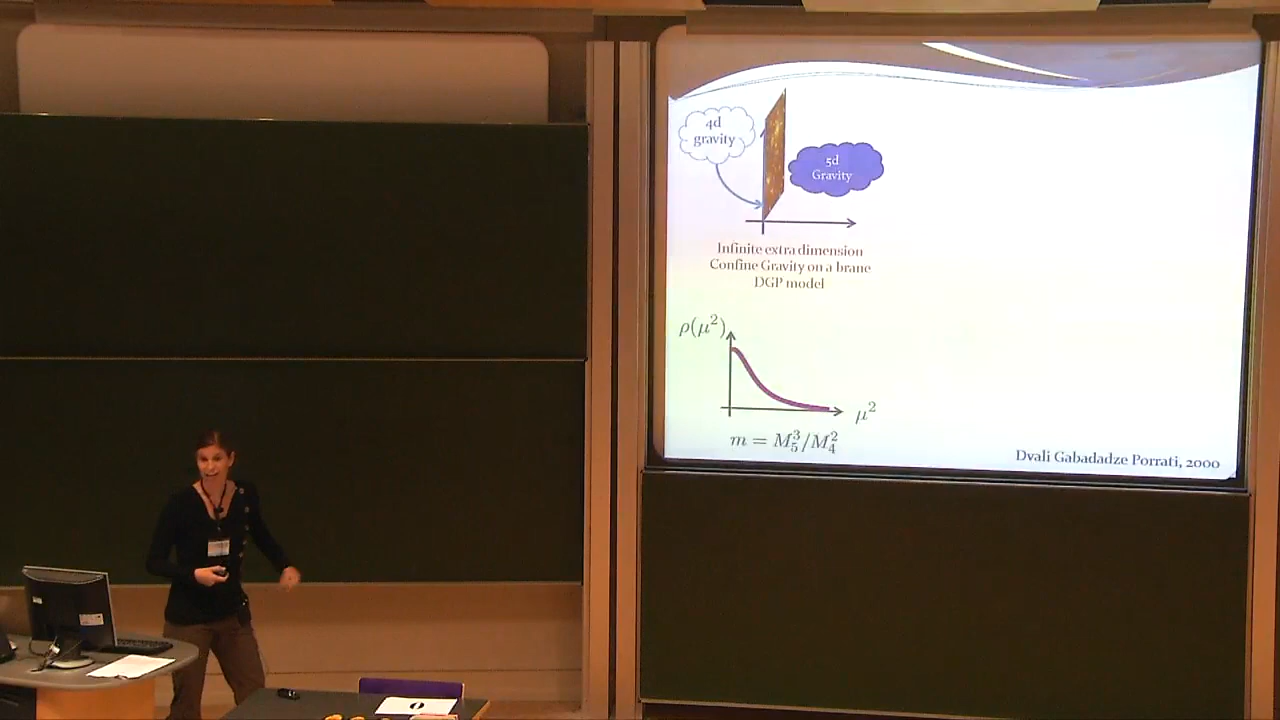 4d
gravity
5d
Gravity
Infinite extra dimension
Confine Gravity on a brane
DGP model
ρ(μ²)
μ²
m = M₅³/M₄²
Dvali Gabadadze Porrati, 2000